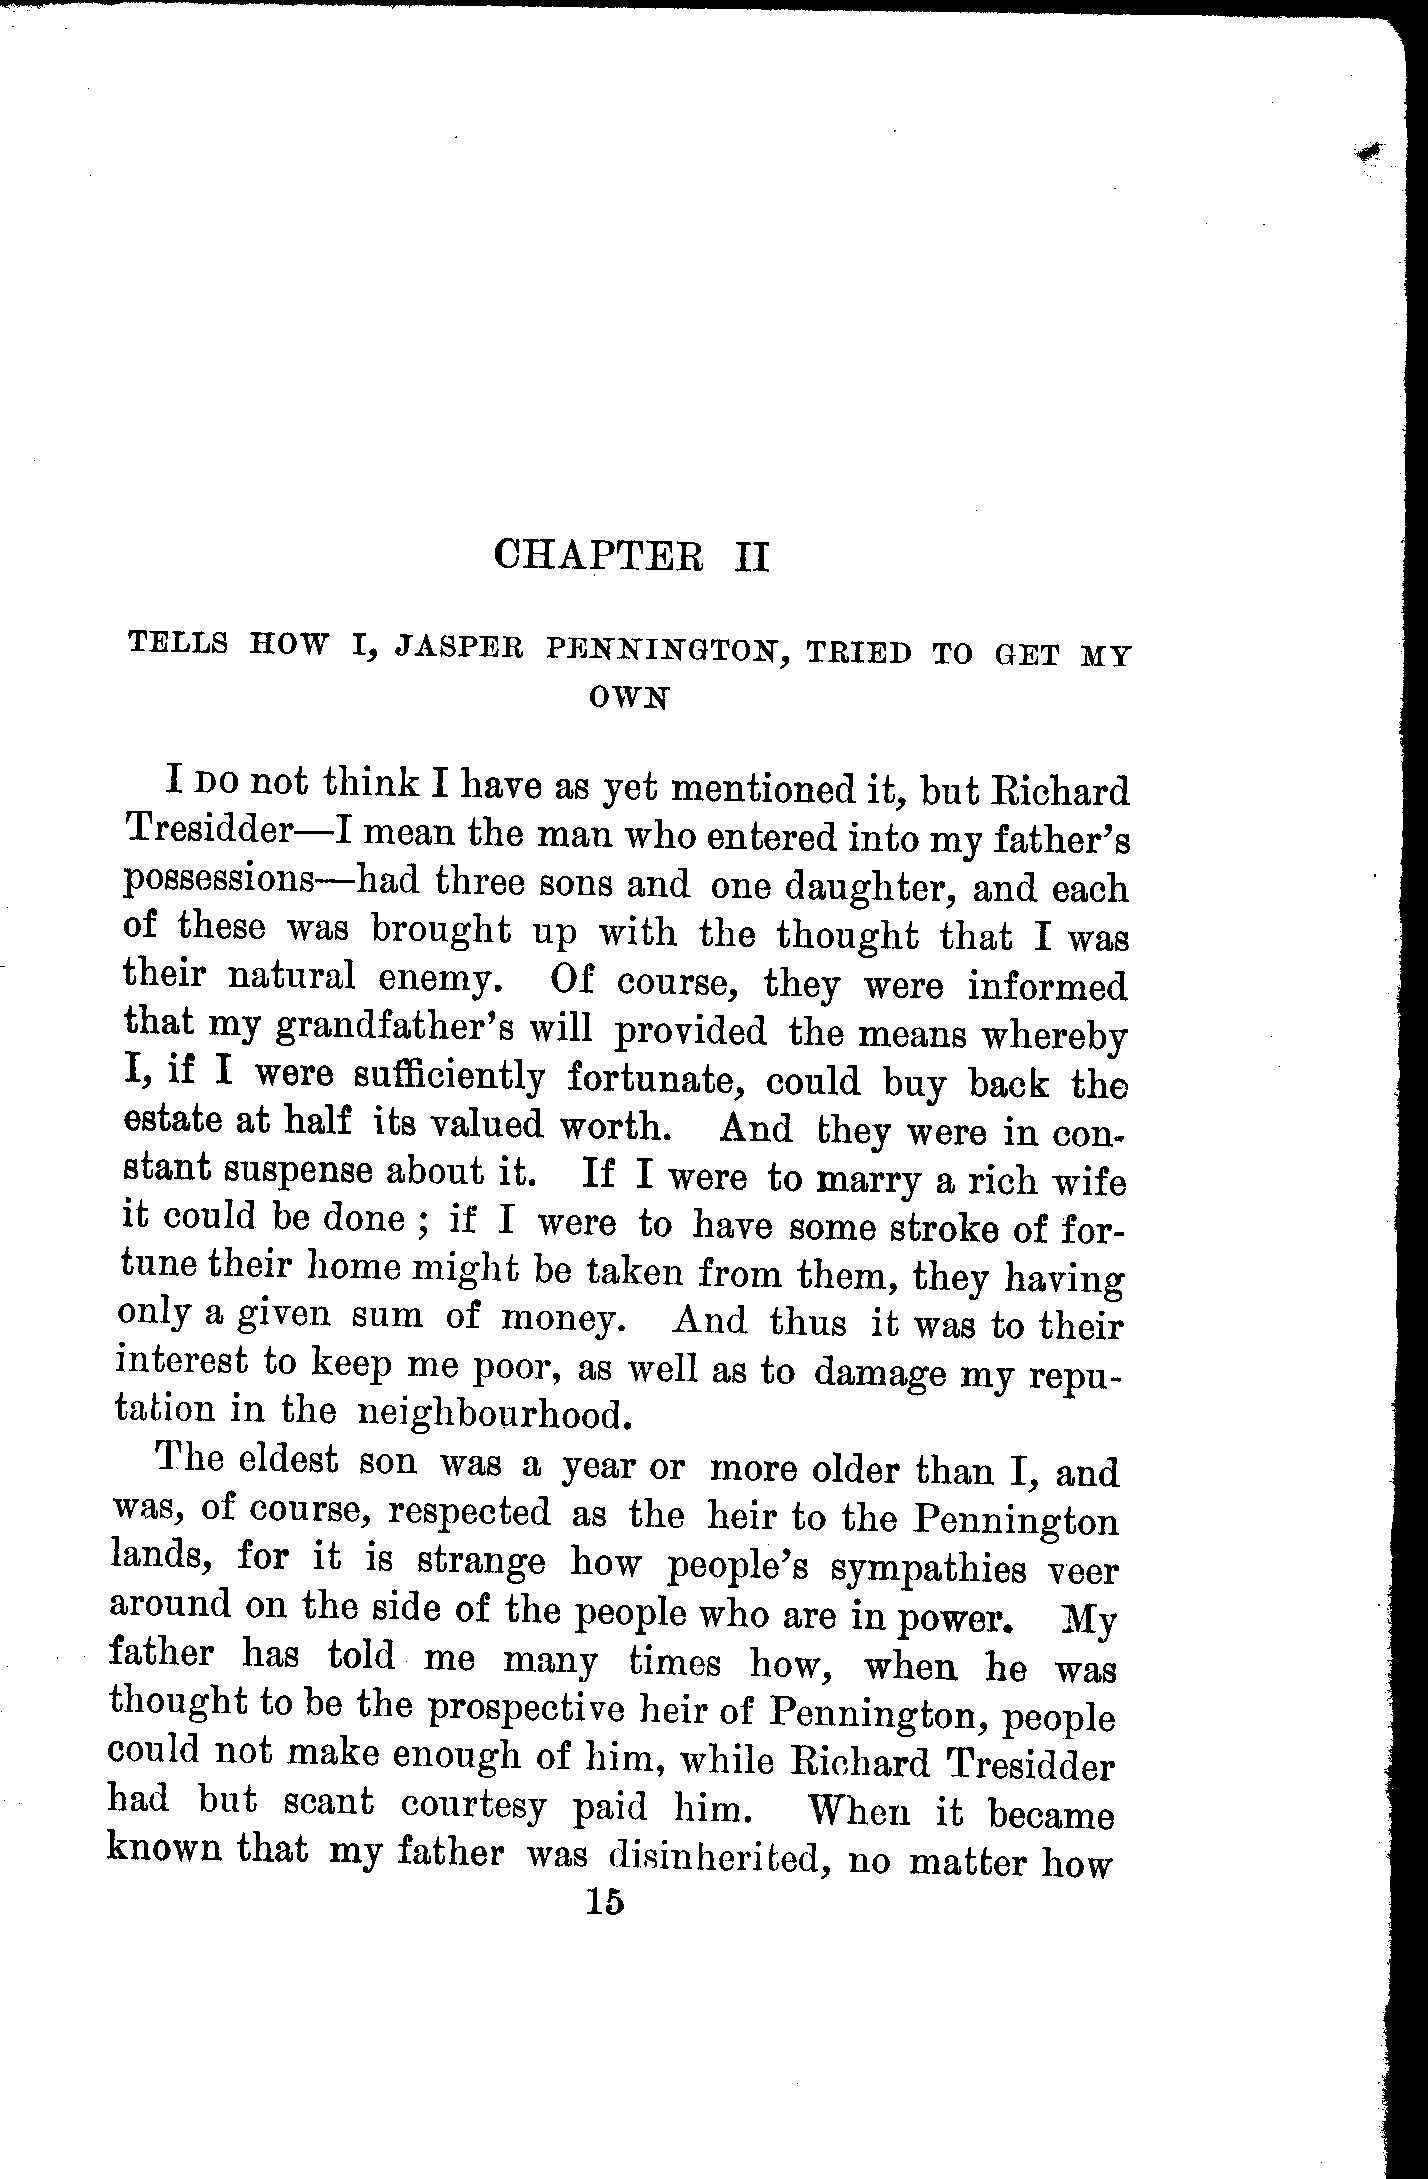 CHAPTER II
TELLS HOW I, JASPER PENNINGTON, TRIED TO GET MY
OWN
I DO not think I have as yet mentioned it, but Richard
Tresidder—I mean the man who entered into my father's
possessions—had three sons and one daughter, and each
of these was brought up with the thought that I was
their natural enemy. Of course, they were informed
that my grandfather's will provided the means whereby
I, if I were sufficiently fortunate, could buy back the
estate at half its valued worth. And they were in con-
stant suspense about it. If I were to marry a rich wife
it could be done ; if I were to have some stroke of for-
tune their home might be taken from them, they having
only a given sum of money. And thus it was to their
interest to keep me poor, as well as to damage my repu-
tation in the neighbourhood.
The eldest son was a year or more older than I, and
was, of course, respected as the heir to the Pennington
lands, for it is strange how people's sympathies veer
around on the side of the people who are in power. My
father has told me many times how, when he was
thought to be the prospective heir of Pennington, people
could not make enough of him, while Richard Tresidder
had but scant courtesy paid him. When it became
known that my father was disinherited, no matter how
15